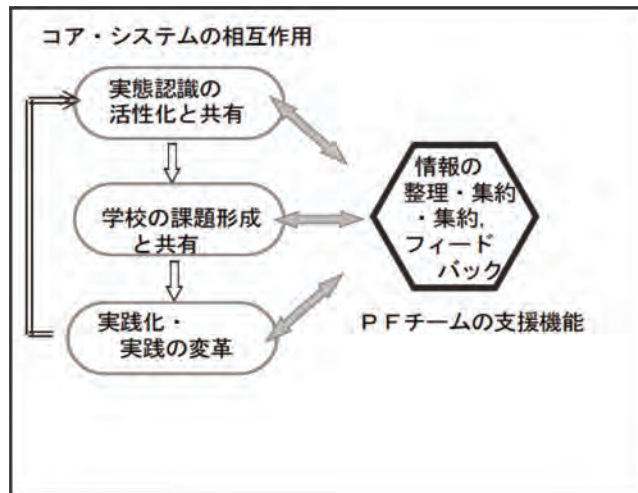 コア・システムの相互作用
実態認識の
活性化と共有
学校の課題形成
と共有
実践化・
実践の変革
情報の
整理・集約
・集約,
フィード
バック
ＰＦチームの支援機能